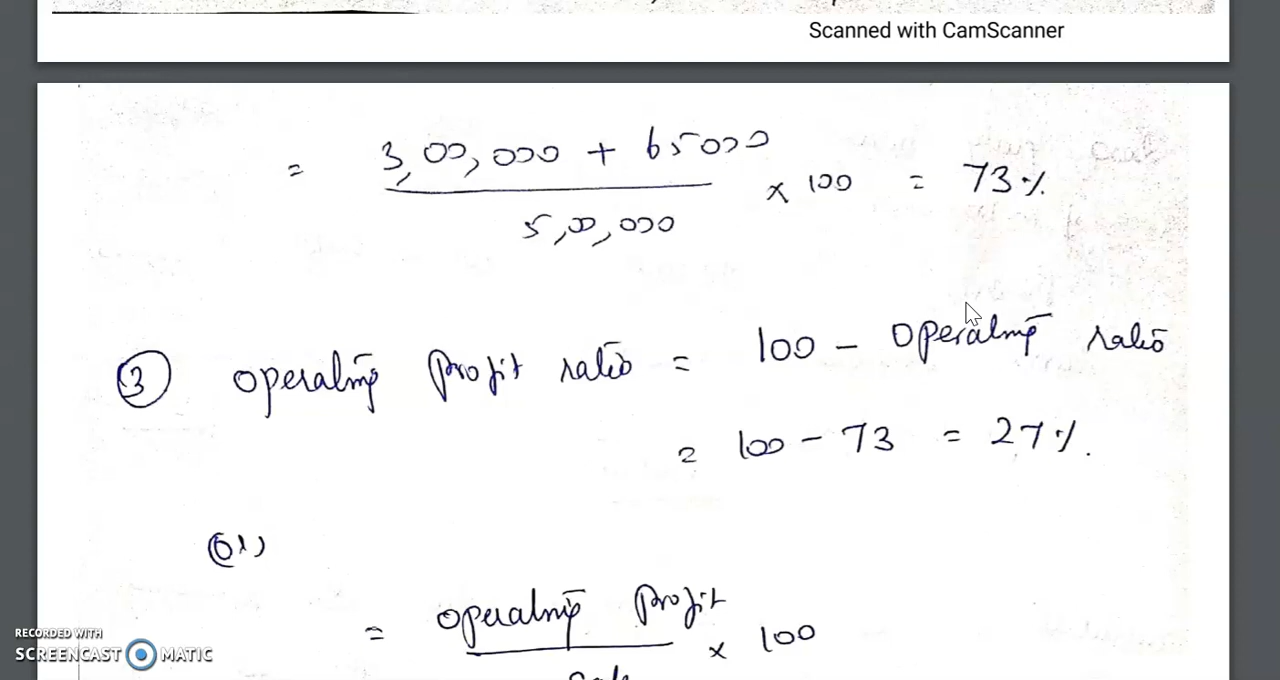 Scanned with CamScanner
= 3,00,000 + 65000
5,00,000
× 100 = 73%
③ Operating Profit ratio = 100 - Operating ratio
= 100 - 73 = 27%.
(Or)
= Operating Profit
× 100
RECORDED WITH
SCREENCAST MATIC